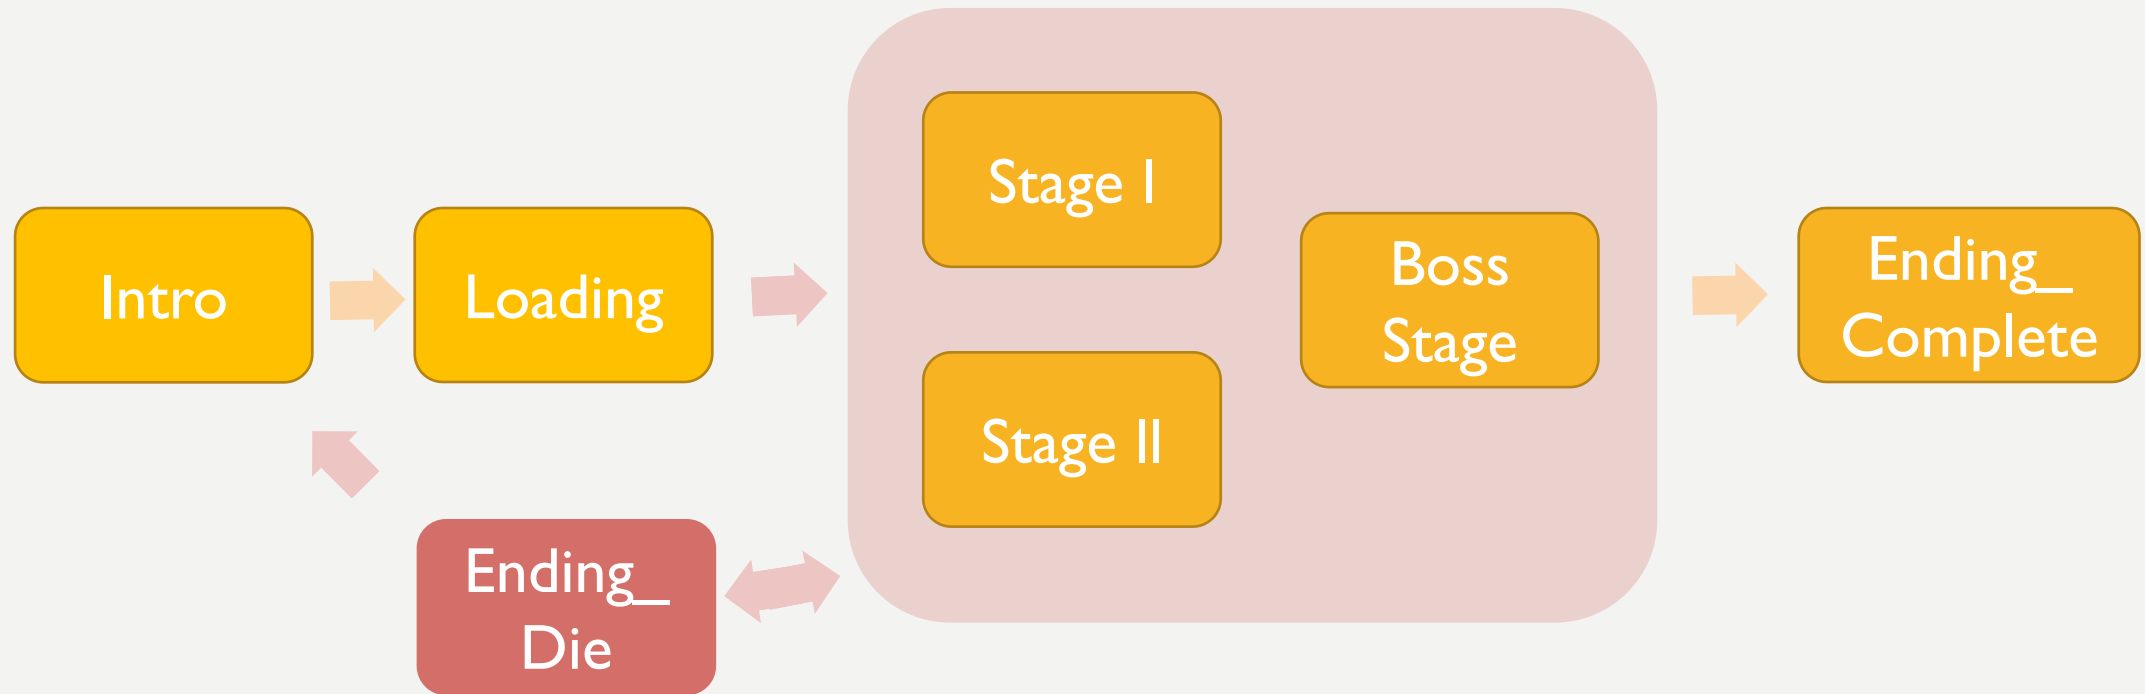 Intro
Loading
Stage I
Stage II
Boss
Stage
Ending_
Complete
Ending_
Die